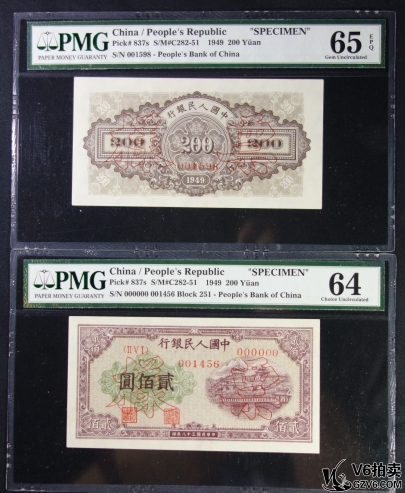 PMG
PAPER MONEY GUARANTY
China / People's Republic "SPECIMEN"
Pick# 837s S/M#C282-51 1949 200 Yüan
S/N 001598 - People's Bank of China
65 EPQ
Gem Uncirculated
行銀民人國中
200 200 200
001598
1949
PMG
PAPER MONEY GUARANTY
China / People's Republic "SPECIMEN"
Pick# 837s S/M#C282-51 1949 200 Yüan
S/N 000000 001456 Block 251 - People's Bank of China
64
Choice Uncirculated
行銀民人國中
000000
001456
圓佰貳
佰貳 佰貳
V6拍卖
GZV6.COM